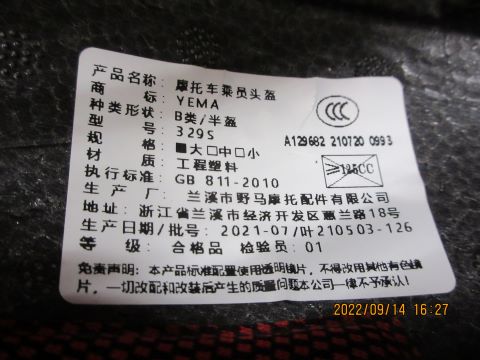 产品名称：摩托车乘员头盔
商 标：YEMA
种类形状：B类/半盔
型 号：329S
规 格：■大□中□小
材 质：工程塑料
执行标准：GB 811-2010
生 产 厂：兰溪市野马摩托配件有限公司
地 址：浙江省兰溪市经济开发区蕙兰路18号
生产日期/批号：2021-07/叶210503-126
等 级：合格品 检验员：01
免责声明：本产品标准配置使用透明镜片，不得改用其他有色镜
片，一切改配和改装后产生的质量问题本公司一律不予承认！
CCC
A129682 210720 0993
≥125CC
2022/09/14 16:27